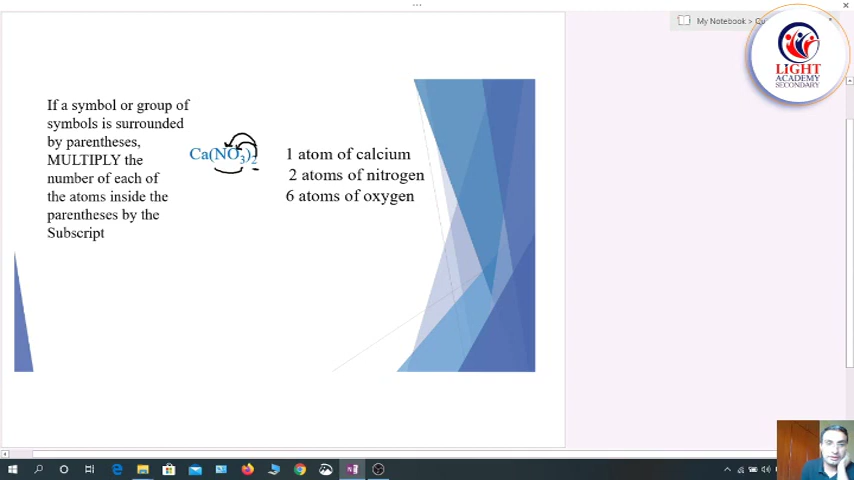 My Notebook > Qu
LIGHT
ACADEMY
SECONDARY
If a symbol or group of
symbols is surrounded
by parentheses,
MULTIPLY the
number of each of
the atoms inside the
parentheses by the
Subscript
Ca(NO₃)₂
1 atom of calcium
2 atoms of nitrogen
6 atoms of oxygen